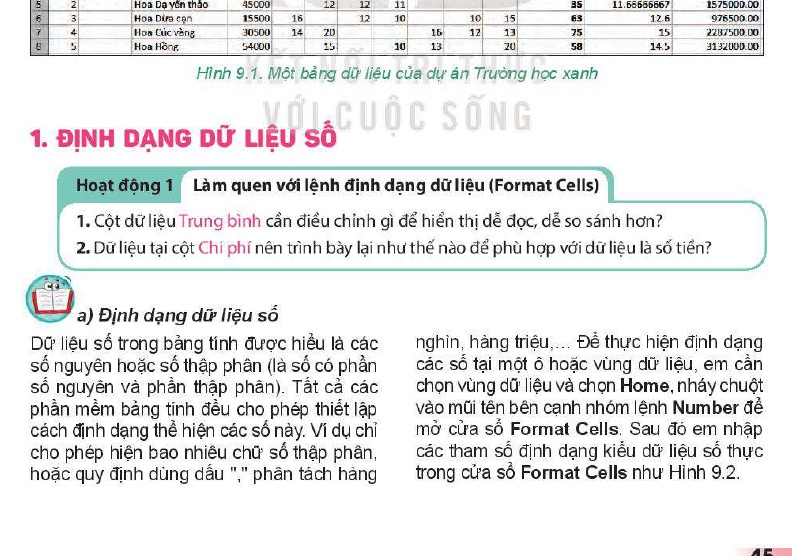 5 2 Hoa Dạ yến thảo 45000 12 12 11 35 11.66666667 1575000.00
6 3 Hoa Dừa cạn 15500 16 12 10 10 15 63 12.6 976500.00
7 4 Hoa Cúc vàng 30500 14 20 16 12 13 75 15 2287500.00
8 5 Hoa Hồng 54000 15 10 13 20 58 14.5 3132000.00
KẾT NỐI TRI THỨC
Hình 9.1. Một bảng dữ liệu của dự án Trường học xanh
VỚI CUỘC SỐNG
1. ĐỊNH DẠNG DỮ LIỆU SỐ
Hoạt động 1 Làm quen với lệnh định dạng dữ liệu (Format Cells)
1. Cột dữ liệu Trung bình cần điều chỉnh gì để hiển thị dễ đọc, dễ so sánh hơn?
2. Dữ liệu tại cột Chi phí nên trình bày lại như thế nào để phù hợp với dữ liệu là số tiền?
a) Định dạng dữ liệu số
Dữ liệu số trong bảng tính được hiểu là các
số nguyên hoặc số thập phân (là số có phần
số nguyên và phần thập phân). Tất cả các
phần mềm bảng tính đều cho phép thiết lập
cách định dạng thể hiện các số này. Ví dụ chỉ
cho phép hiện bao nhiêu chữ số thập phân,
hoặc quy định dùng dấu "," phân tách hàng
nghìn, hàng triệu,... Để thực hiện định dạng
các số tại một ô hoặc vùng dữ liệu, em cần
chọn vùng dữ liệu và chọn Home, nháy chuột
vào mũi tên bên cạnh nhóm lệnh Number để
mở cửa sổ Format Cells. Sau đó em nhập
các tham số định dạng kiểu dữ liệu số thực
trong cửa sổ Format Cells như Hình 9.2.
45